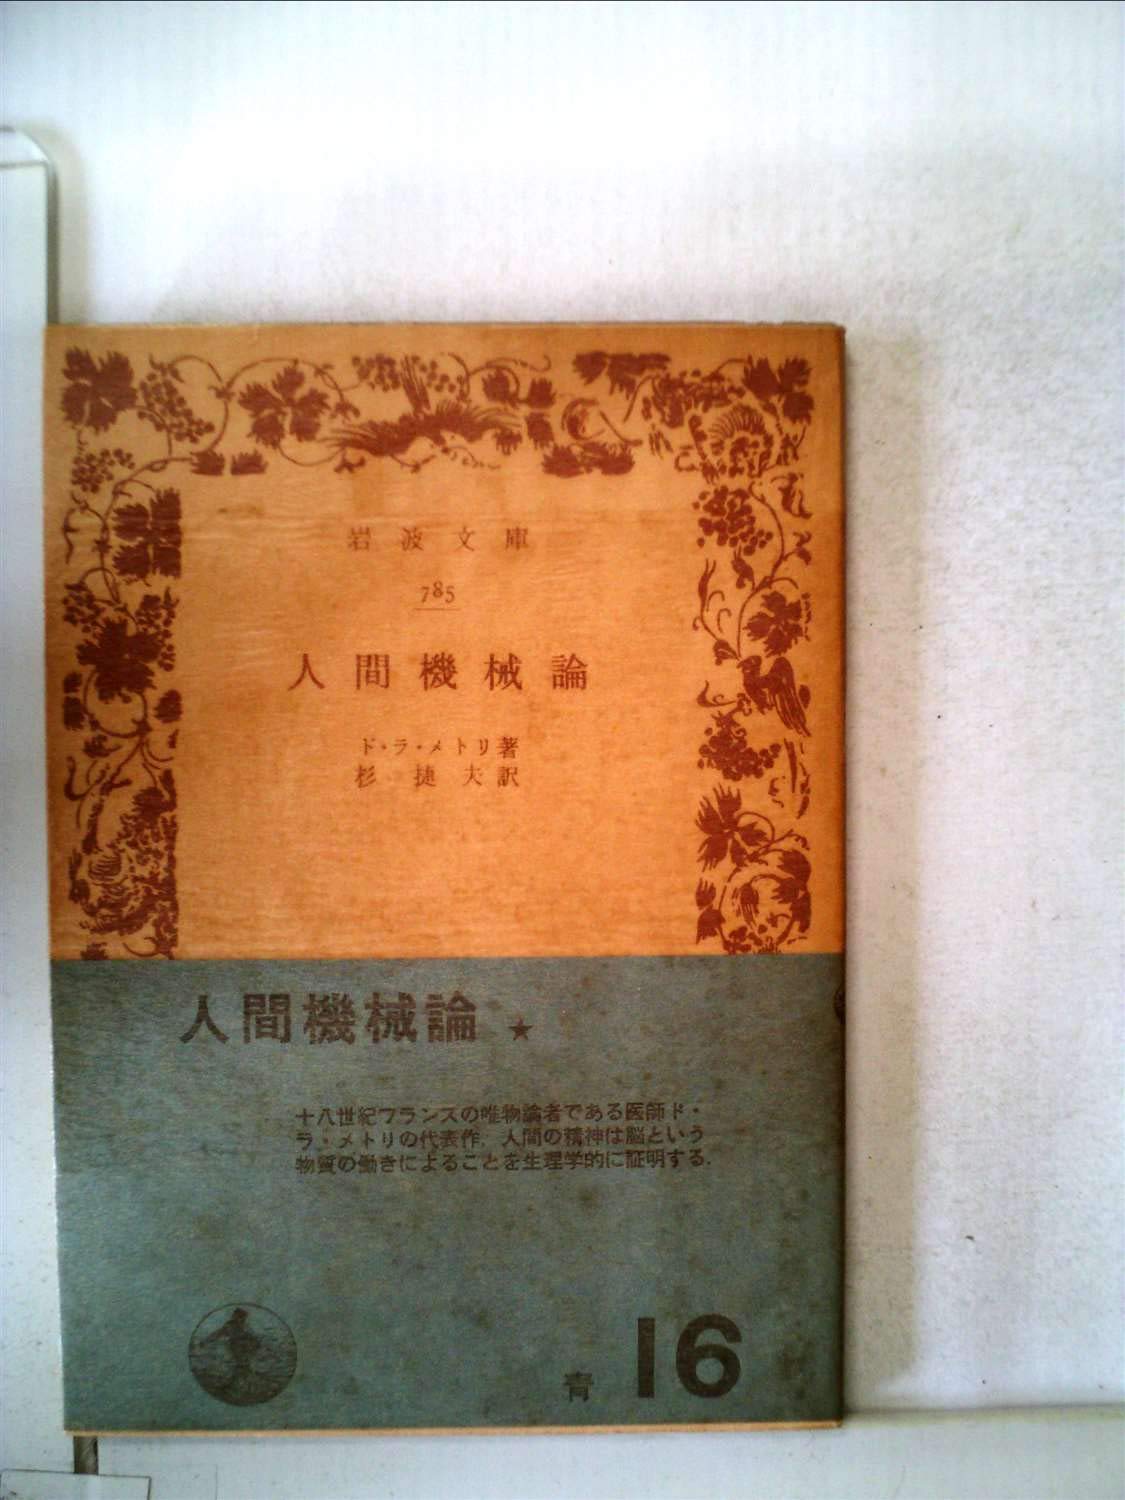 岩波文庫
785
人間機械論
ド・ラ・メトリ著
杉捷夫訳
人間機械論 ★
十八世紀フランスの唯物論者である医師ド・
ラ・メトリの代表作．人間の精神は脳という
物質の働きによることを生理学的に証明する．
青 16